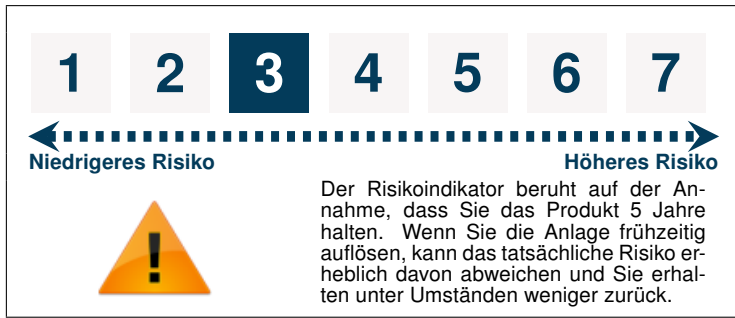 1 2 3 4 5 6 7
Niedrigeres Risiko Höheres Risiko
!
Der Risikoindikator beruht auf der An-
nahme, dass Sie das Produkt 5 Jahre
halten. Wenn Sie die Anlage frühzeitig
auflösen, kann das tatsächliche Risiko er-
heblich davon abweichen und Sie erhal-
ten unter Umständen weniger zurück.